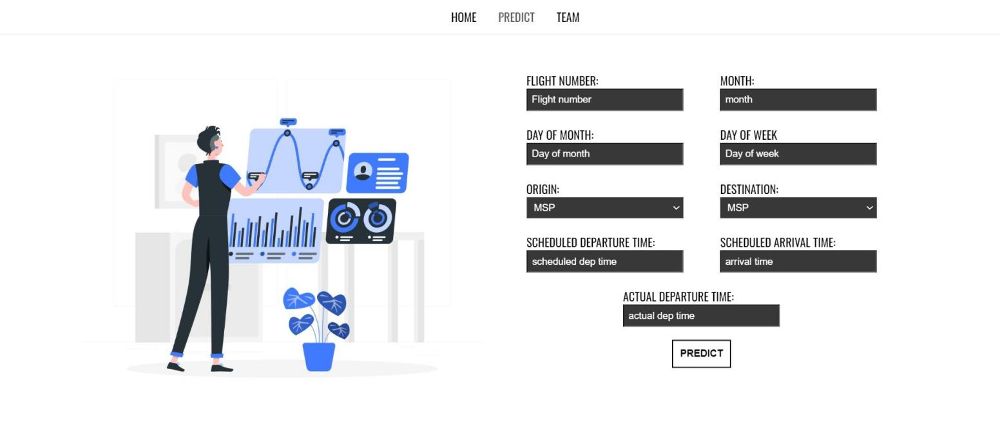 HOME PREDICT TEAM
FLIGHT NUMBER: MONTH:
Flight number month
DAY OF MONTH: DAY OF WEEK
Day of month Day of week
ORIGIN: DESTINATION:
MSP MSP
SCHEDULED DEPARTURE TIME: SCHEDULED ARRIVAL TIME:
scheduled dep time arrival time
ACTUAL DEPARTURE TIME:
actual dep time
PREDICT